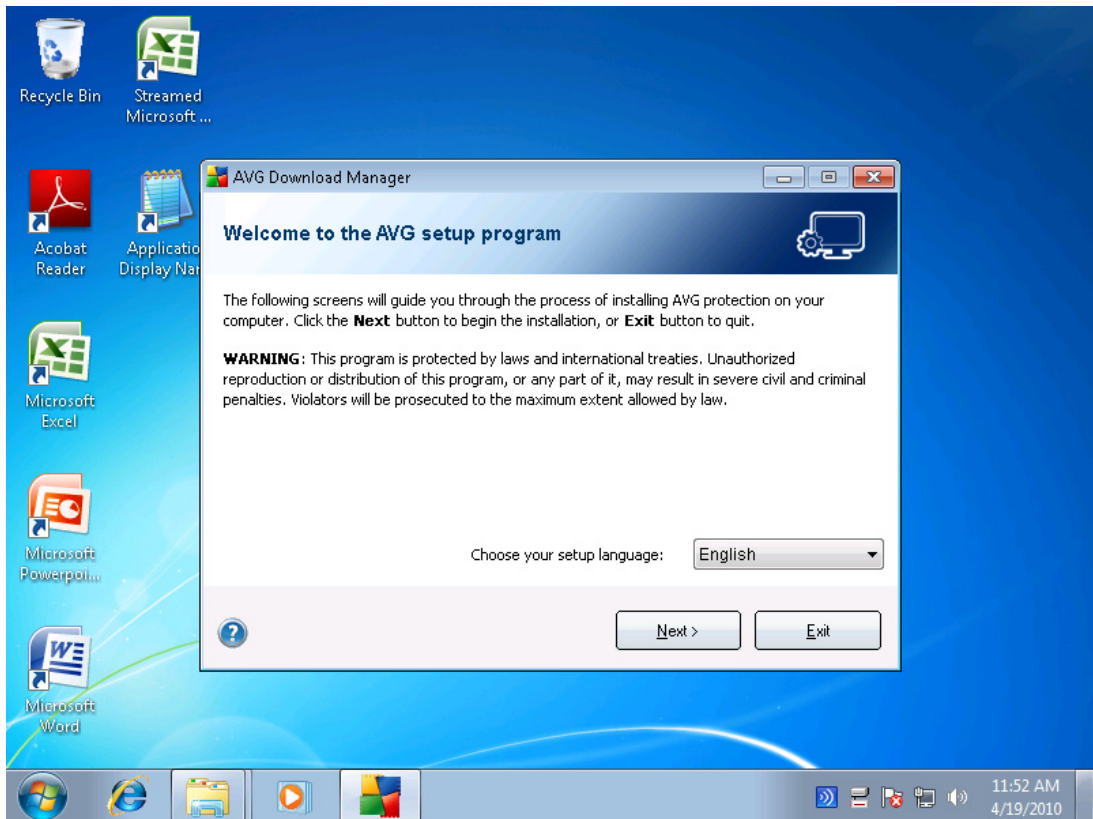 Recycle Bin
Streamed
Microsoft ...
Acobat
Reader
Applicatio
Display Nar
Microsoft
Excel
Microsoft
Powerpoi...
Microsoft
Word
AVG Download Manager
Welcome to the AVG setup program
The following screens will guide you through the process of installing AVG protection on your
computer. Click the Next button to begin the installation, or Exit button to quit.
WARNING: This program is protected by laws and international treaties. Unauthorized
reproduction or distribution of this program, or any part of it, may result in severe civil and criminal
penalties. Violators will be prosecuted to the maximum extent allowed by law.
Choose your setup language: English
Next > Exit
11:52 AM
4/19/2010